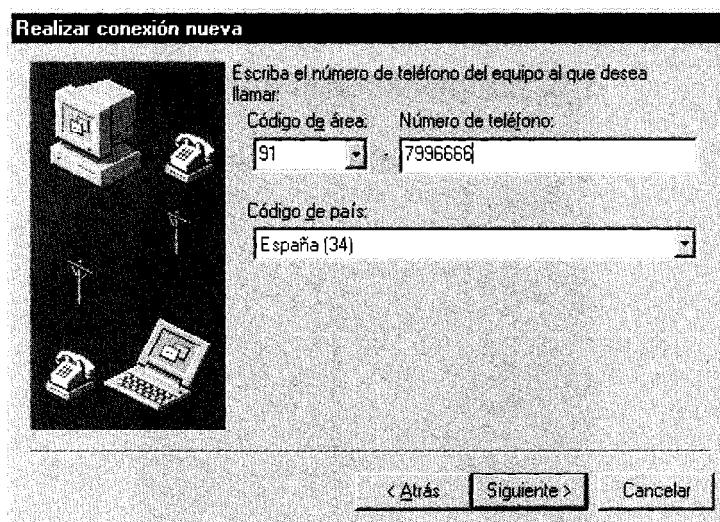 Realizar conexión nueva
Escriba el número de teléfono del equipo al que desea
llamar:
Código de área: Número de teléfono:
91 - 7996666
Código de país:
España (34)
< Atrás Siguiente > Cancelar